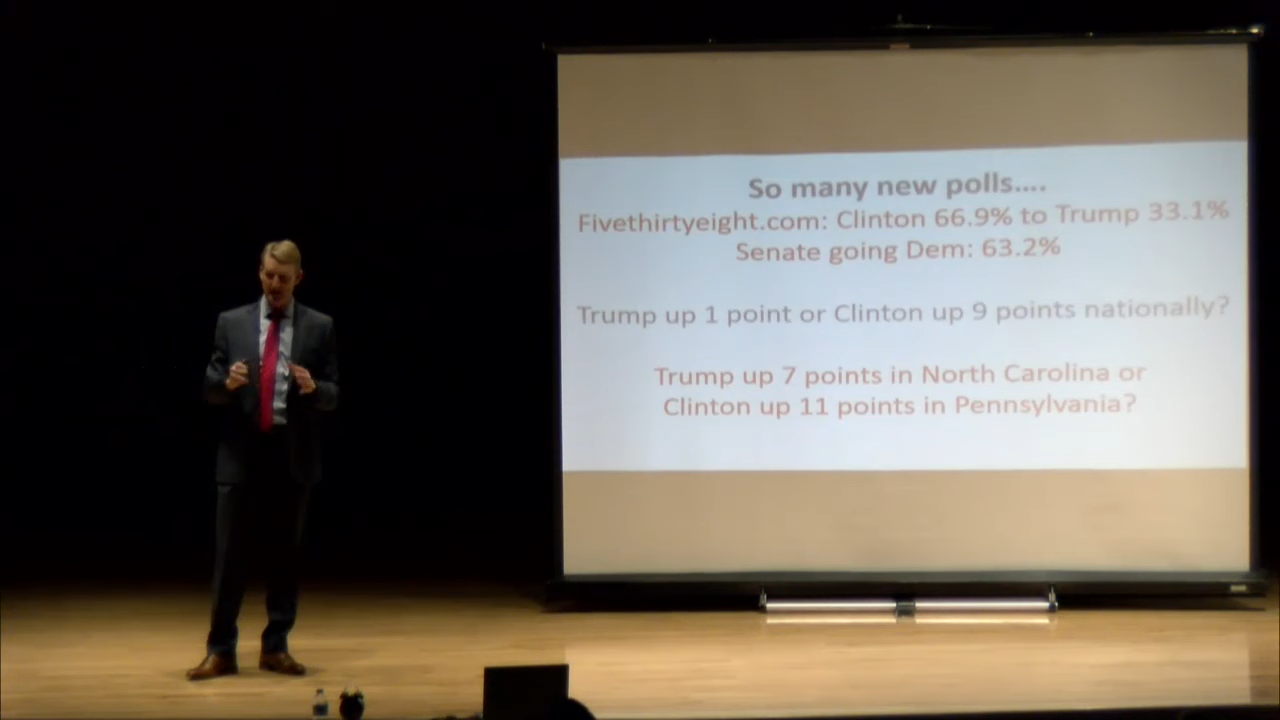 So many new polls....
Fivethirtyeight.com: Clinton 66.9% to Trump 33.1%
Senate going Dem: 63.2%
Trump up 1 point or Clinton up 9 points nationally?
Trump up 7 points in North Carolina or
Clinton up 11 points in Pennsylvania?